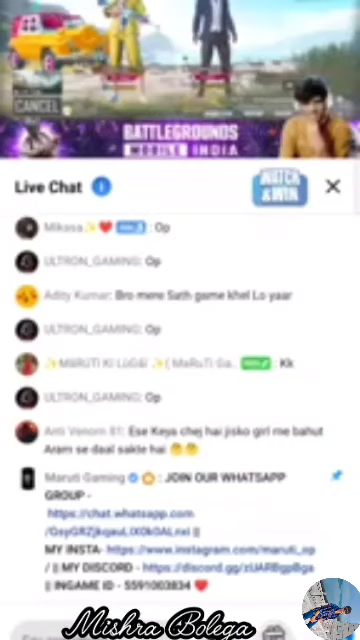 CANCEL
BATTLEGROUNDS
MOBILE INDIA
Live Chat
WATCH
& WIN
Mikasa✨❤️ : Op
ULTRON_GAMING: Op
Adity Kumar: Bro mere Sath game khel Lo yaar
ULTRON_GAMING: Op
: Kk
ULTRON_GAMING: Op
Anti Venom 81: Ese Keya chej hai jisko girl me bahut
Aram se daal sakte hai 🤔🤔
Maruti Gaming : JOIN OUR WHATSAPP
GROUP -
https://chat.whatsapp.com
||
MY INSTA- https://www.instagram.com/maruti_op
/ || MY DISCORD - https://discord.gg/zUARBgpBga
|| INGAME ID - 5591003834 ❤️
Mishra Bolega